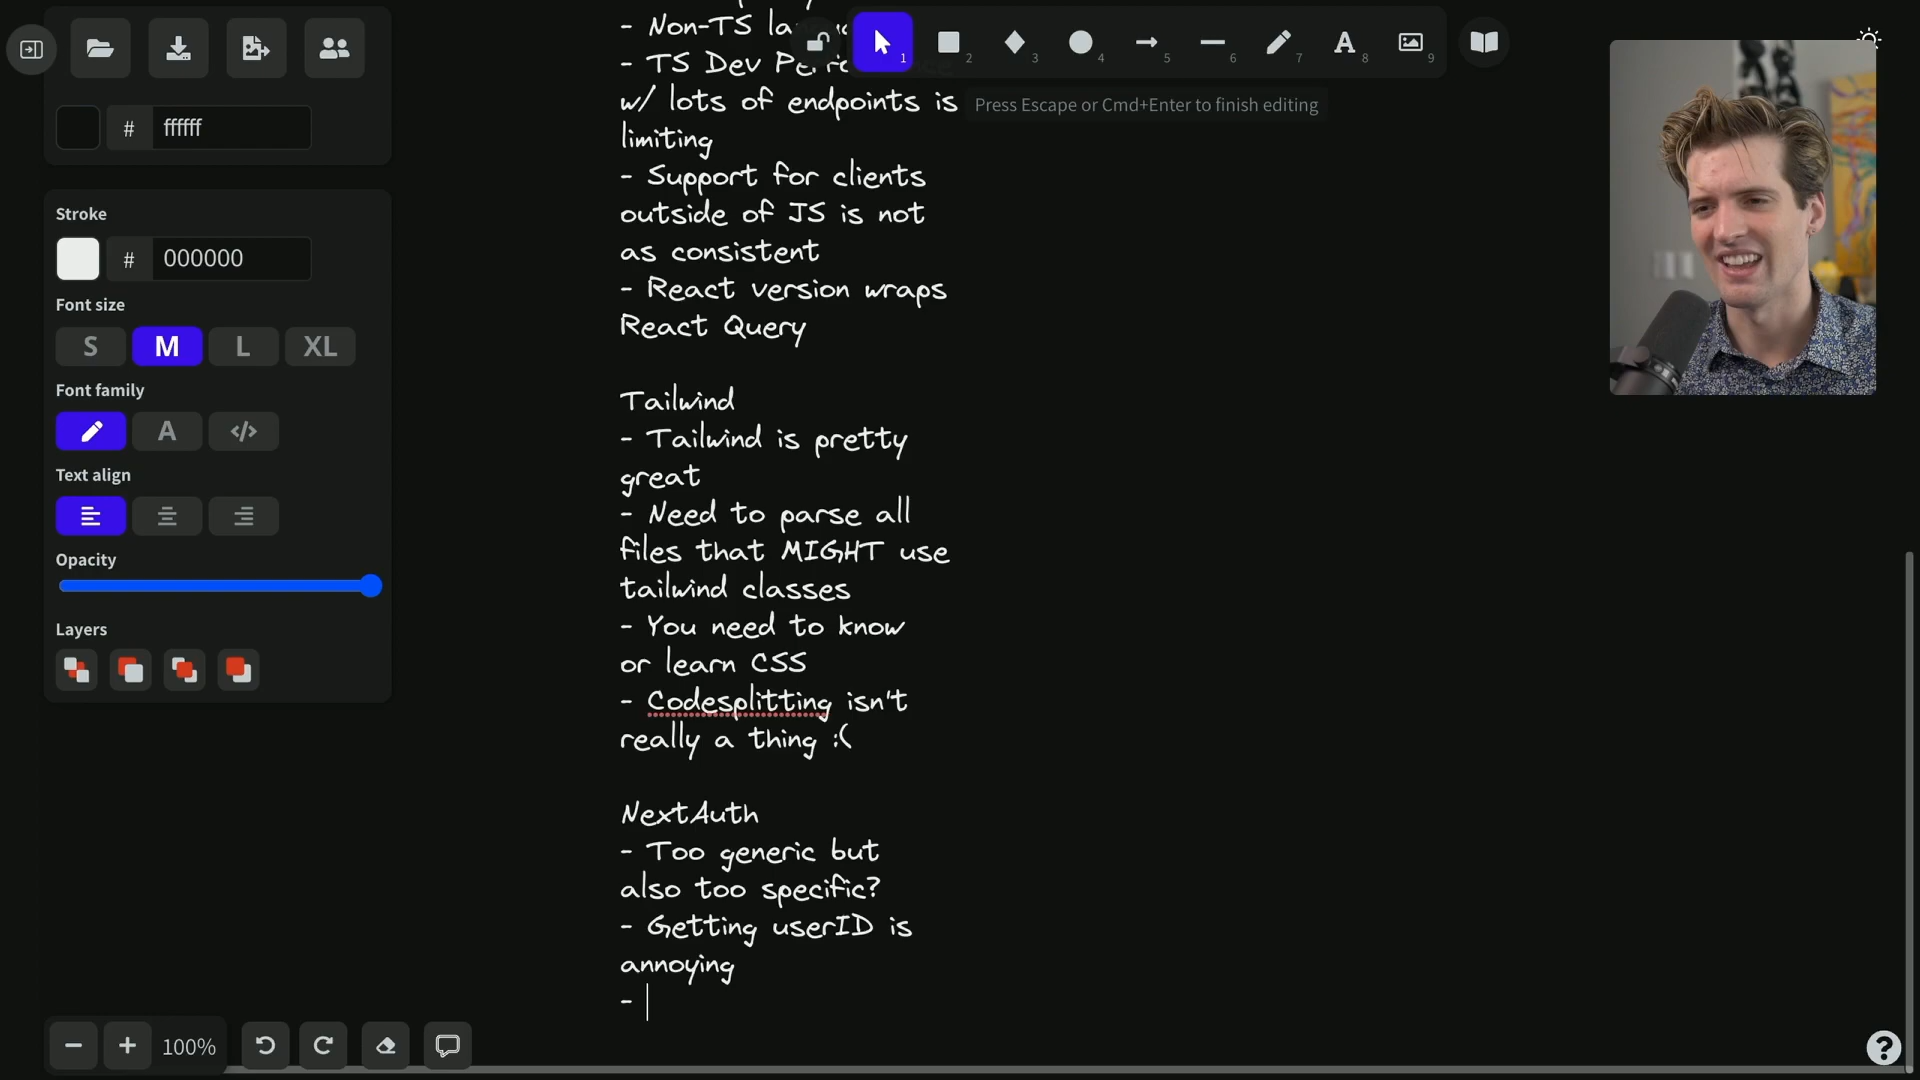 - Non-TS
- TS Dev
w/ lots of endpoints is
limiting
- Support for clients
outside of JS is not
as consistent
- React version wraps
React Query
Tailwind
- Tailwind is pretty
great
- Need to parse all
files that MIGHT use
tailwind classes
- You need to know
or learn CSS
- Codesplitting isn't
really a thing :(
NextAuth
- Too generic but
also too specific?
- Getting userID is
annoying
-
1
2
3
4
5
6
7
A 8
9
Press Escape or Cmd+Enter to finish editing
# ffffff
Stroke
# 000000
Font size
S M L XL
Font family
A </>
Text align
Opacity
Layers
100%
?